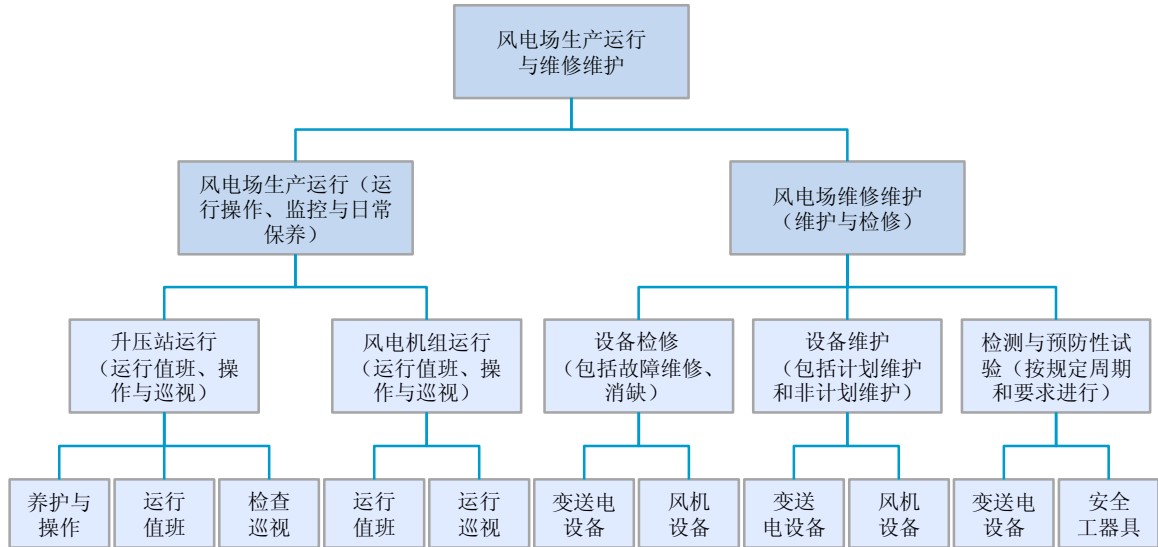 风电场生产运行
与维修维护
风电场生产运行（运
行操作、监控与日常
保养）
风电场维修维护
（维护与检修）
升压站运行
（运行值班、操
作与巡视）
风电机组运行
（运行值班、操
作与巡视）
设备检修
（包括故障维修、
消缺）
设备维护
（包括计划维护
和非计划维护）
检测与预防性试
验（按规定周期
和要求进行）
养护与
操作
运行
值班
检查
巡视
运行
值班
运行
巡视
变送电
设备
风机
设备
变送
电设备
风机
设备
变送电
设备
安全
工器具